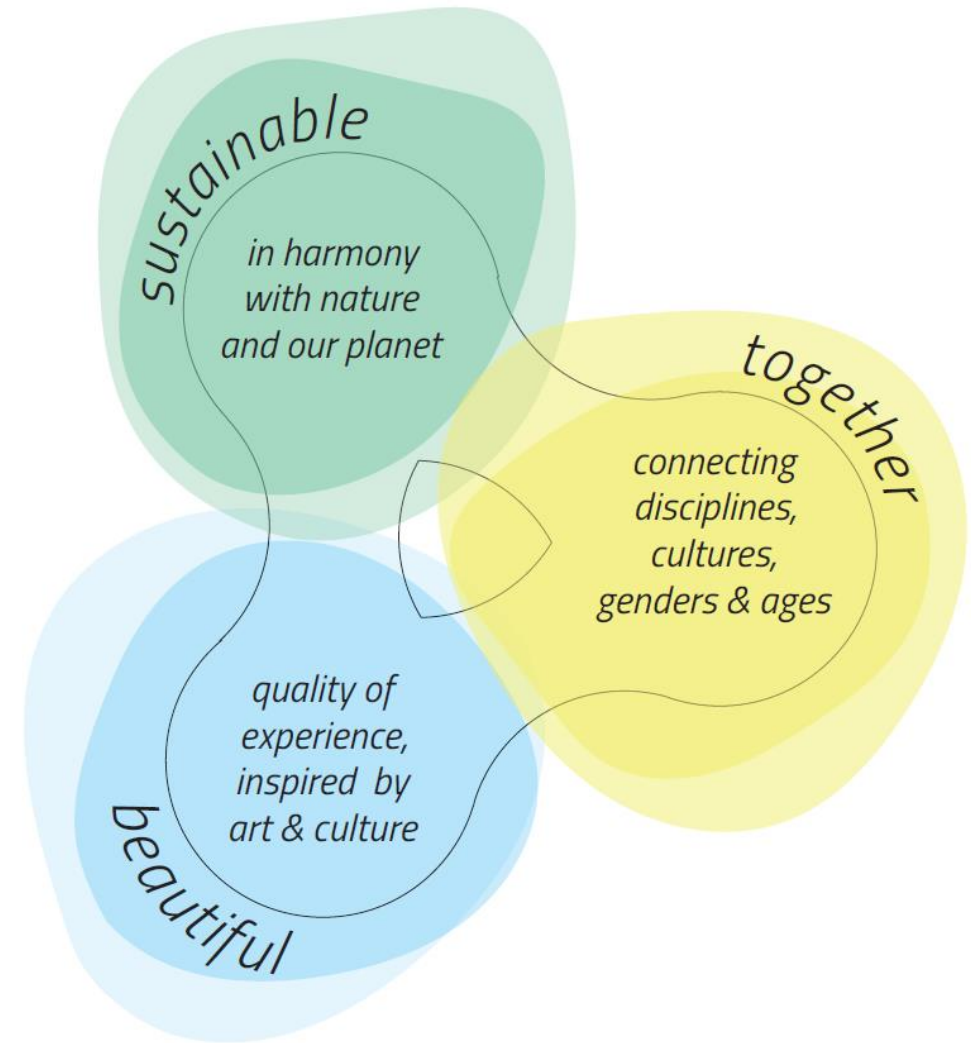 sustainable
in harmony
with nature
and our planet
together
connecting
disciplines,
cultures,
genders & ages
quality of
experience,
inspired by
art & culture
beautiful